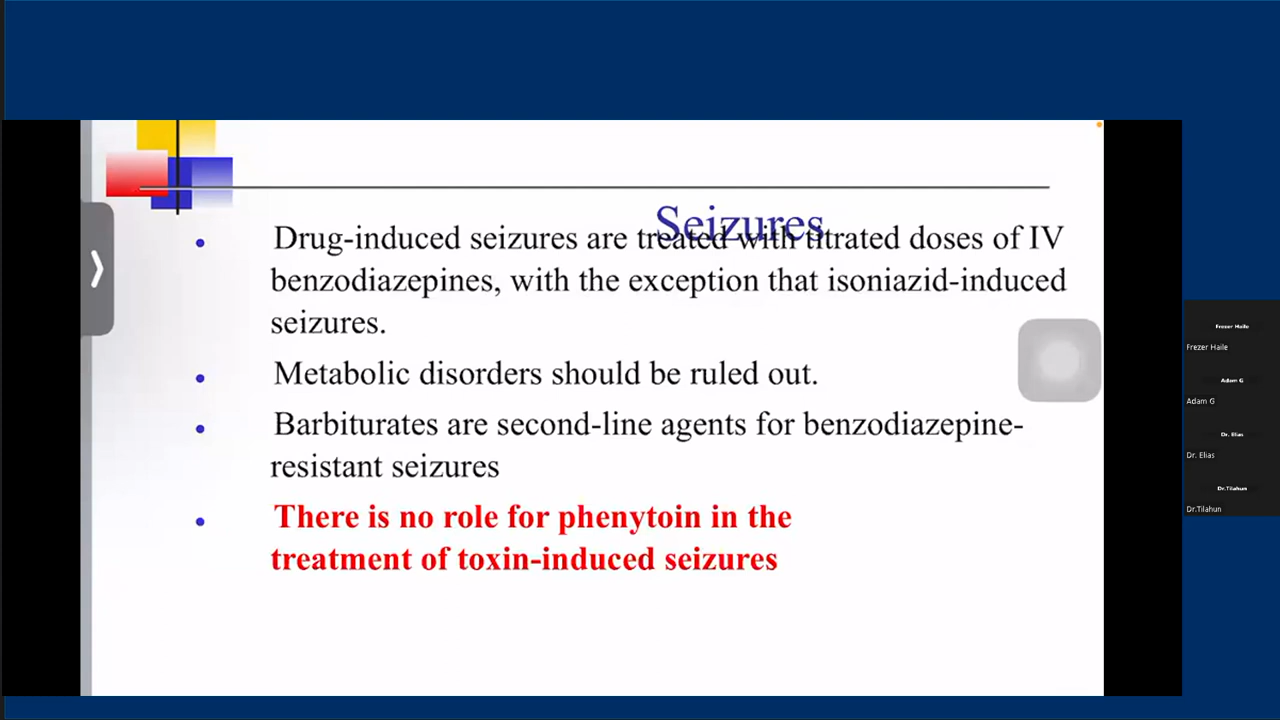 Seizures
Drug-induced seizures are treated with titrated doses of IV
benzodiazepines, with the exception that isoniazid-induced
seizures.
Metabolic disorders should be ruled out.
Barbiturates are second-line agents for benzodiazepine-
resistant seizures
There is no role for phenytoin in the
treatment of toxin-induced seizures
Frezer Haile
Frezer Haile
Adam G
Adam G
Dr. Elias
Dr. Elias
Dr.Tilahun
Dr.Tilahun